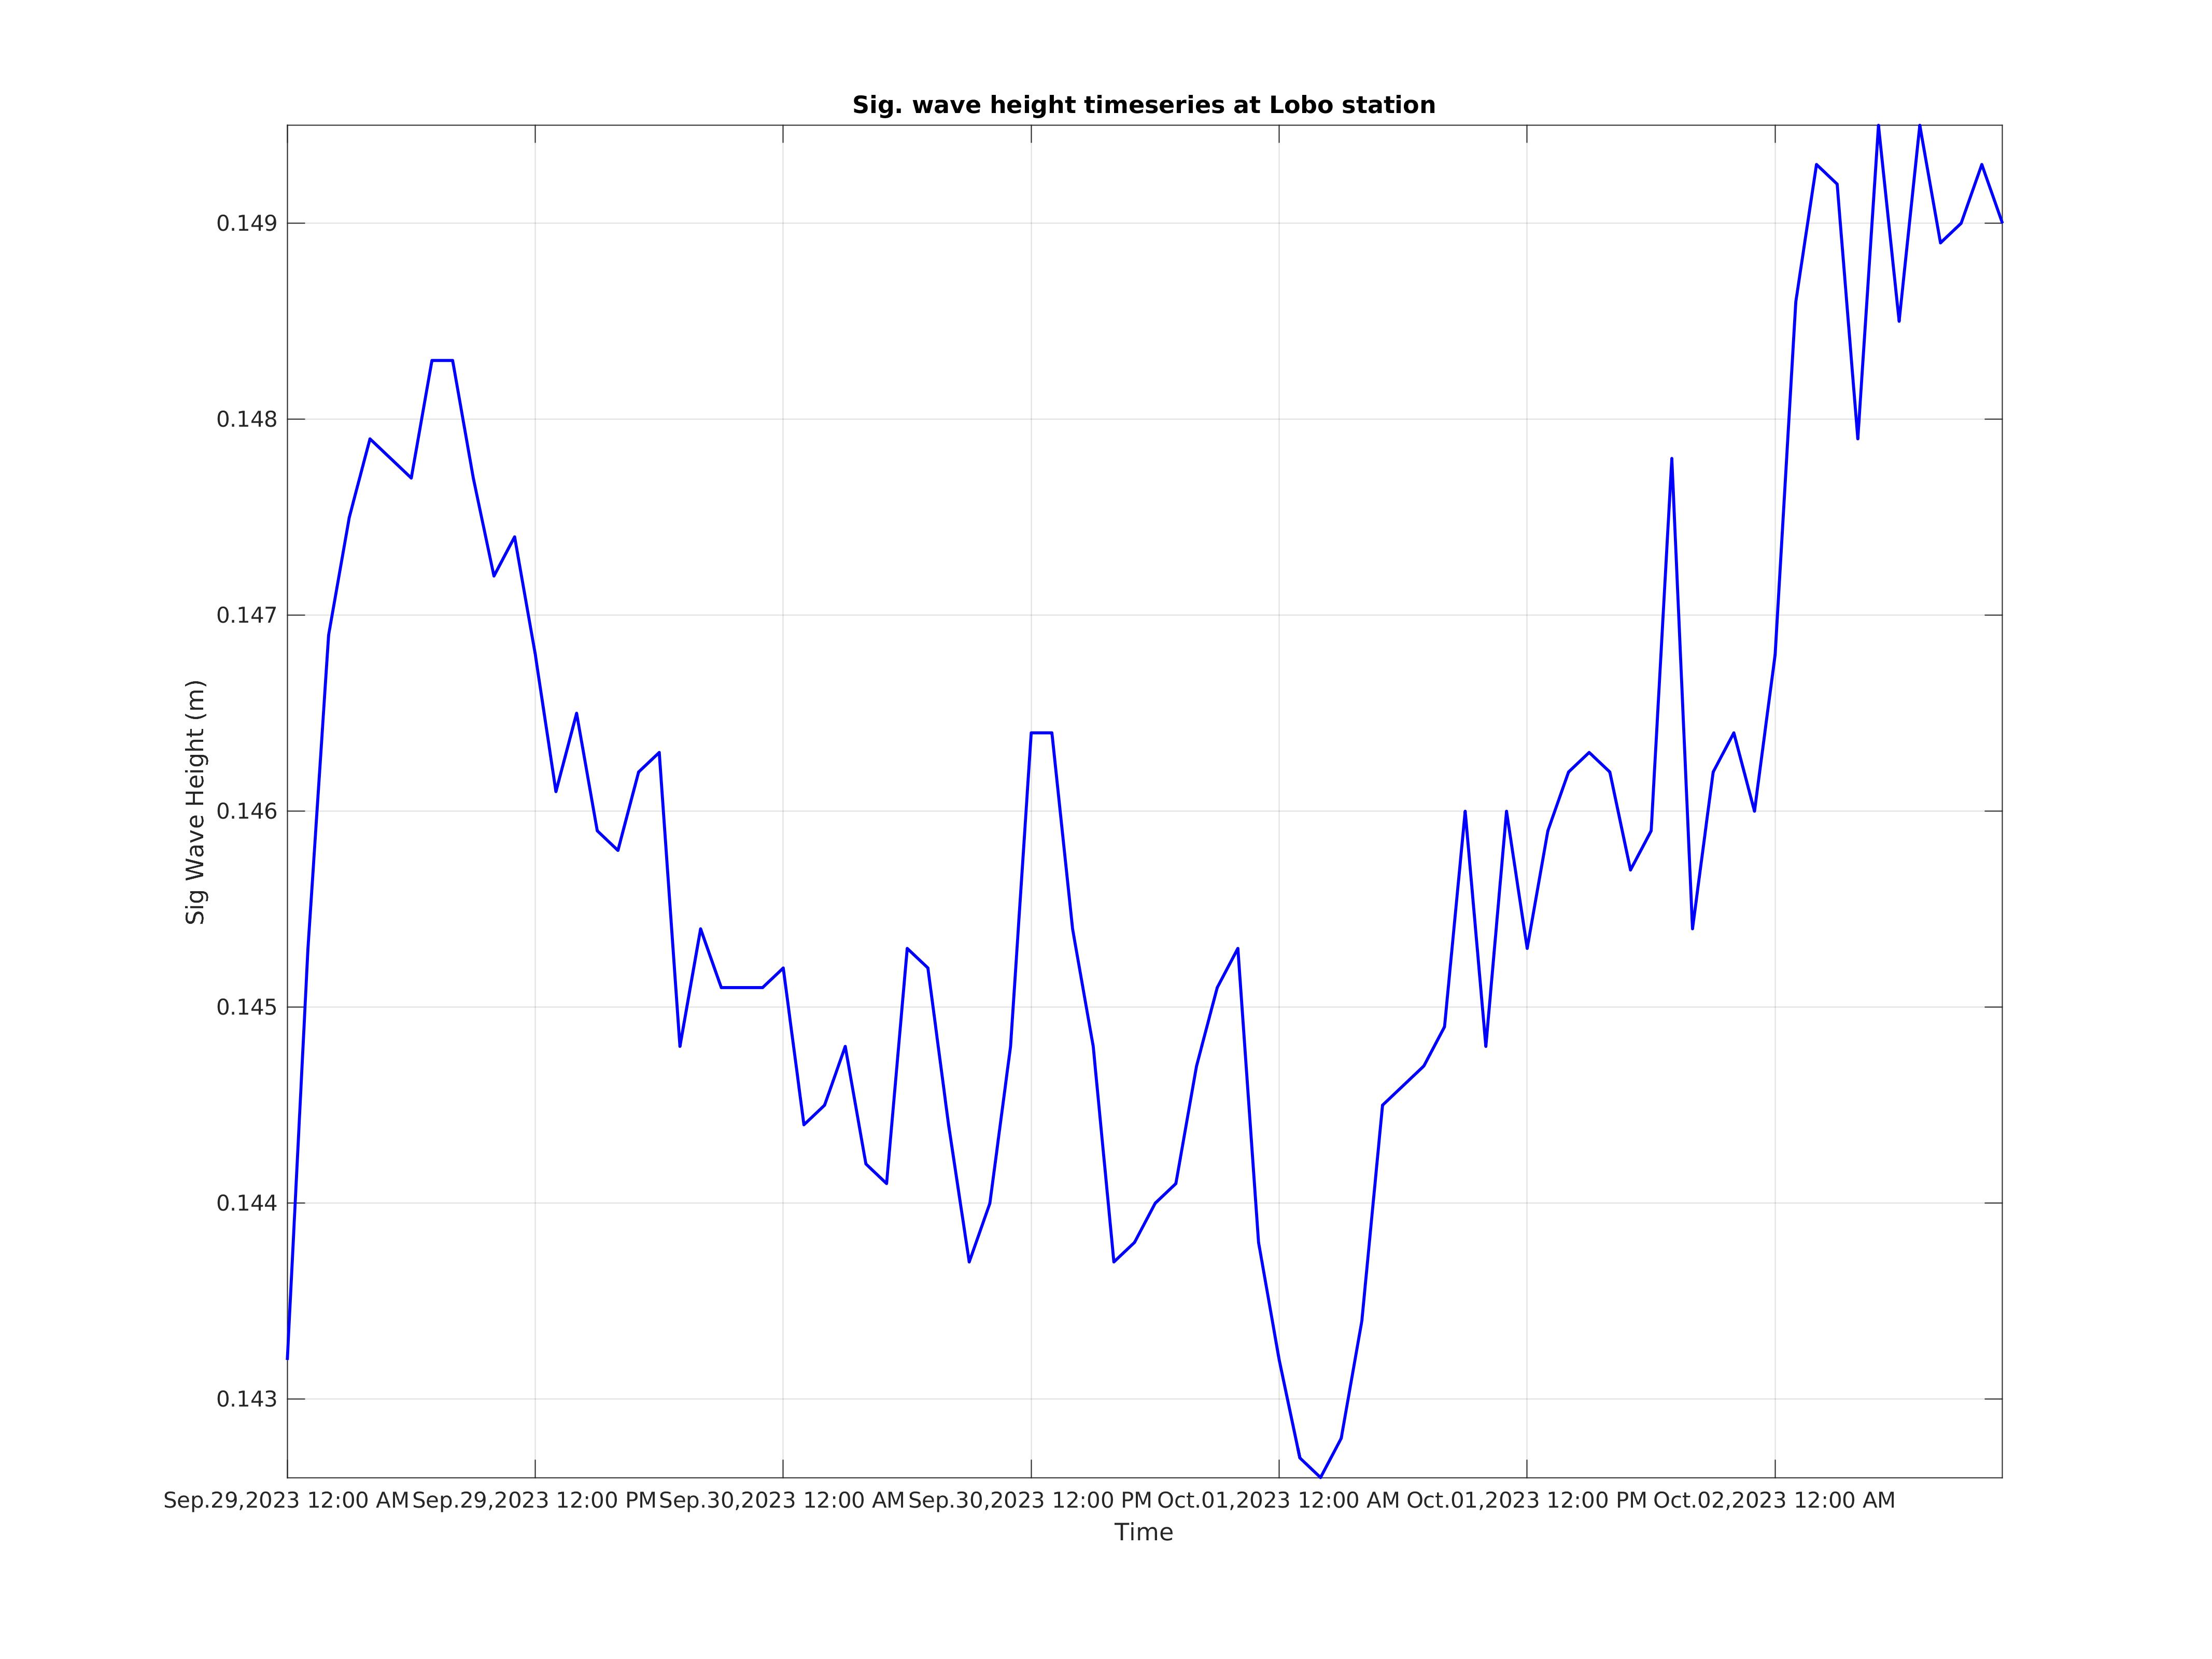 Sig. wave height timeseries at Lobo station
Sig Wave Height (m)
0.149
0.148
0.147
0.146
0.145
0.144
0.143
Sep.29,2023 12:00 AM Sep.29,2023 12:00 PM Sep.30,2023 12:00 AM Sep.30,2023 12:00 PM Oct.01,2023 12:00 AM Oct.01,2023 12:00 PM Oct.02,2023 12:00 AM
Time